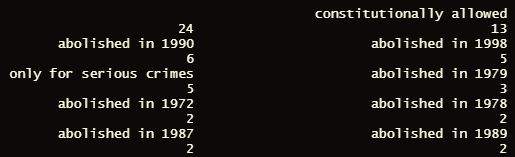 constitutionally allowed
24 13
abolished in 1990 abolished in 1998
6 5
only for serious crimes abolished in 1979
5 3
abolished in 1972 abolished in 1978
2 2
abolished in 1987 abolished in 1989
2 2